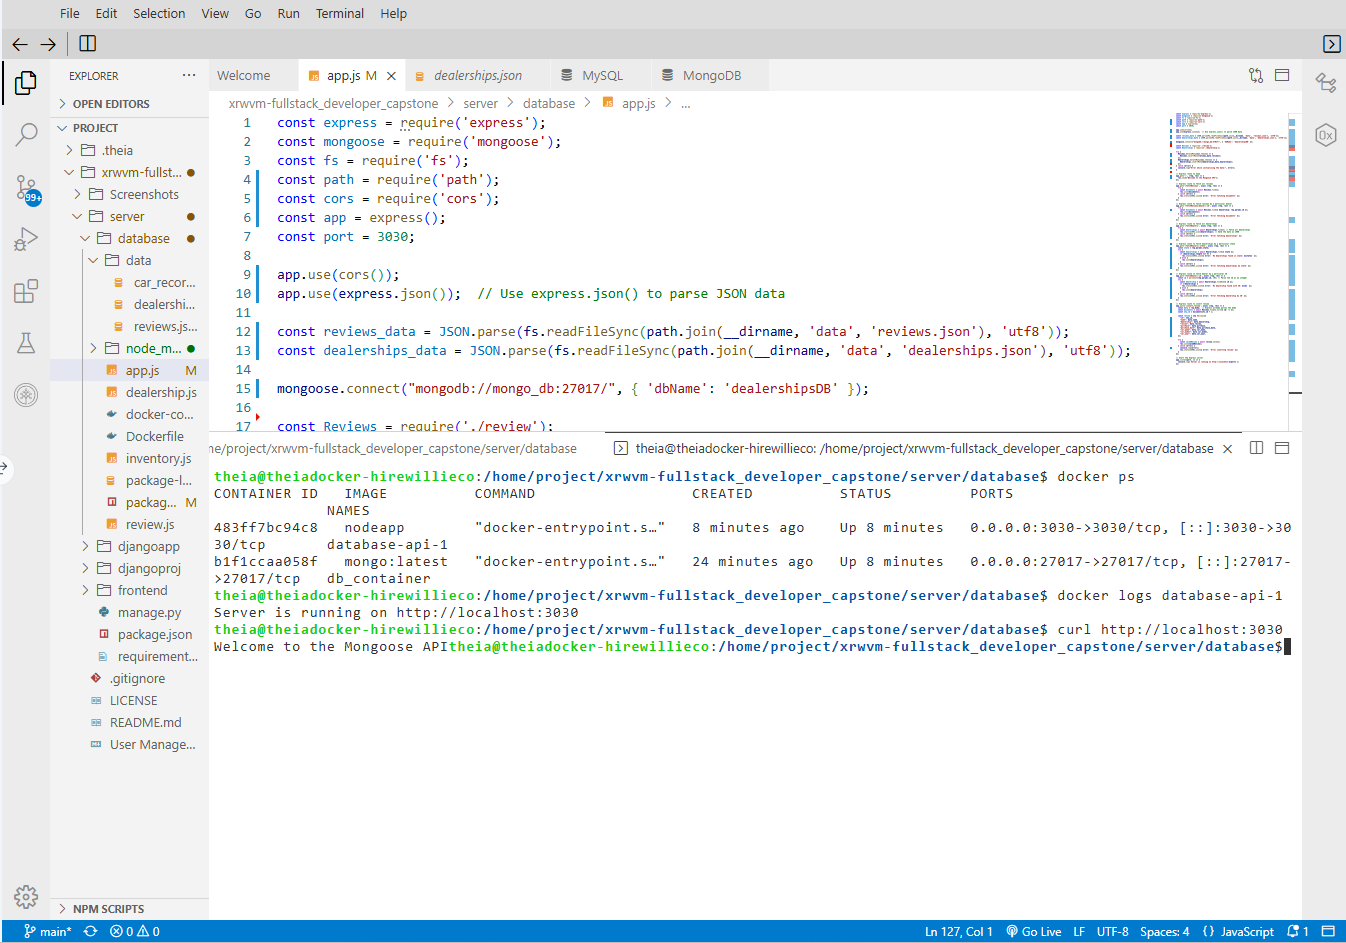 File Edit Selection View Go Run Terminal Help
EXPLORER
Welcome
app.js M
dealerships.json
MySQL
MongoDB
OPEN EDITORS
PROJECT
.theia
xrwvm-fullst...
Screenshots
server
database
data
car_recor...
dealershi...
reviews.js...
node_m...
app.js M
dealership.js
docker-co...
Dockerfile
inventory.js
package-l...
packag... M
review.js
djangoapp
djangoproj
frontend
manage.py
package.json
requirement...
.gitignore
LICENSE
README.md
User Manage...
NPM SCRIPTS
99+
xrwvm-fullstack_developer_capstone > server > database > app.js > ...
1 const express = require('express');
2 const mongoose = require('mongoose');
3 const fs = require('fs');
4 const path = require('path');
5 const cors = require('cors');
6 const app = express();
7 const port = 3030;
8
9 app.use(cors());
10 app.use(express.json());  // Use express.json() to parse JSON data
11
12 const reviews_data = JSON.parse(fs.readFileSync(path.join(__dirname, 'data', 'reviews.json'), 'utf8'));
13 const dealerships_data = JSON.parse(fs.readFileSync(path.join(__dirname, 'data', 'dealerships.json'), 'utf8'));
14
15 mongoose.connect("mongodb://mongo_db:27017/", { 'dbName': 'dealershipsDB' });
16
17 const Reviews = require('./review');
ne/project/xrwvm-fullstack_developer_capstone/server/database
theia@theiadocker-hirewillieco: /home/project/xrwvm-fullstack_developer_capstone/server/database
theia@theiadocker-hirewillieco:/home/project/xrwvm-fullstack_developer_capstone/server/database$ docker ps
CONTAINER ID   IMAGE          COMMAND                  CREATED          STATUS         PORTS
NAMES
483ff7bc94c8   nodeapp        "docker-entrypoint.s…"   8 minutes ago    Up 8 minutes   0.0.0.0:3030->3030/tcp, [::]:3030->30
30/tcp       database-api-1
b1f1ccaa058f   mongo:latest   "docker-entrypoint.s…"   24 minutes ago   Up 8 minutes   0.0.0.0:27017->27017/tcp, [::]:27017-
>27017/tcp   db_container
theia@theiadocker-hirewillieco:/home/project/xrwvm-fullstack_developer_capstone/server/database$ docker logs database-api-1
Server is running on http://localhost:3030
theia@theiadocker-hirewillieco:/home/project/xrwvm-fullstack_developer_capstone/server/database$ curl http://localhost:3030
Welcome to the Mongoose APItheia@theiadocker-hirewillieco:/home/project/xrwvm-fullstack_developer_capstone/server/database$
main* 0 0 Ln 127, Col 1 Go Live LF UTF-8 Spaces: 4 {} JavaScript 1